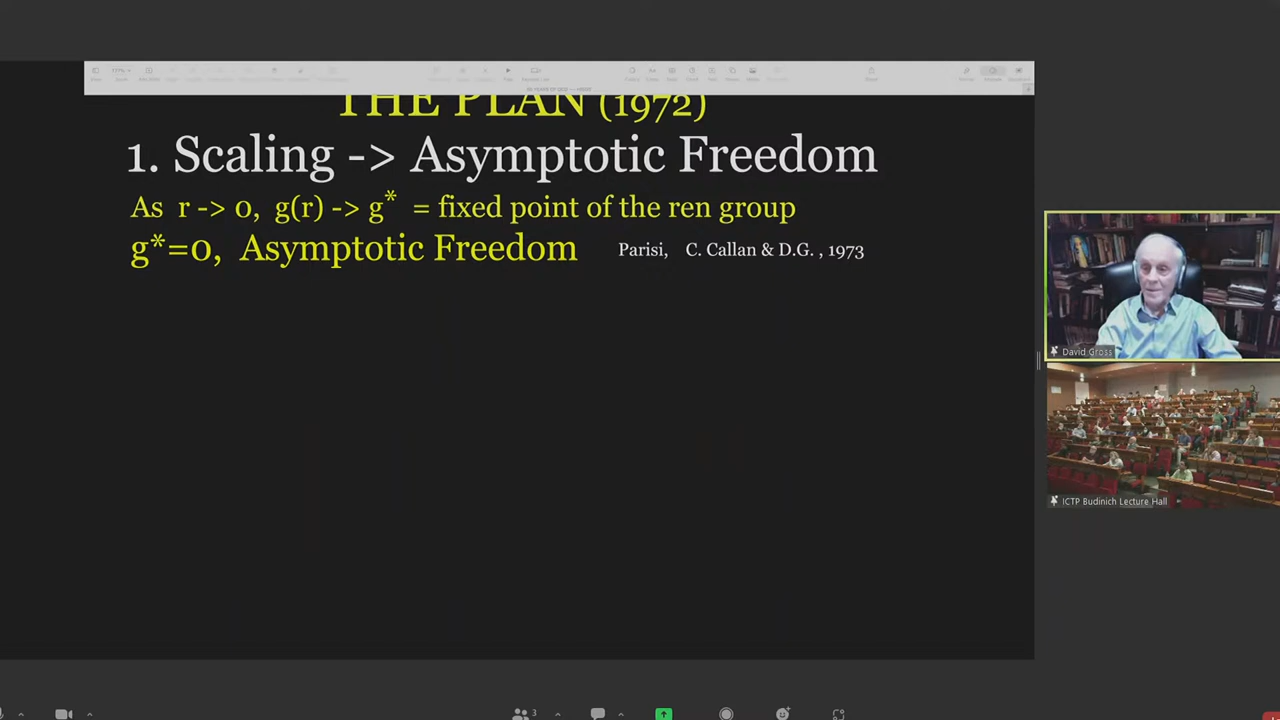 THE PLAN (1972)
1. Scaling -> Asymptotic Freedom
As r -> 0, g(r) -> g* = fixed point of the ren group
g*=0, Asymptotic Freedom Parisi, C. Callan & D.G. , 1973
David Gross
ICTP Budinich Lecture Hall
3